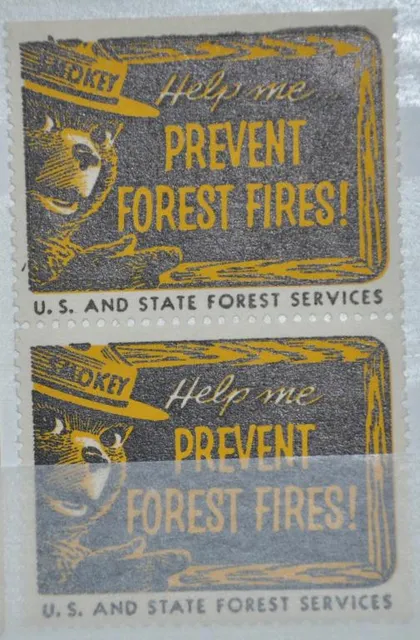 SMOKEY
Help me
PREVENT
FOREST FIRES!
U.S. AND STATE FOREST SERVICES
SMOKEY
Help me
PREVENT
FOREST FIRES!
U.S. AND STATE FOREST SERVICES